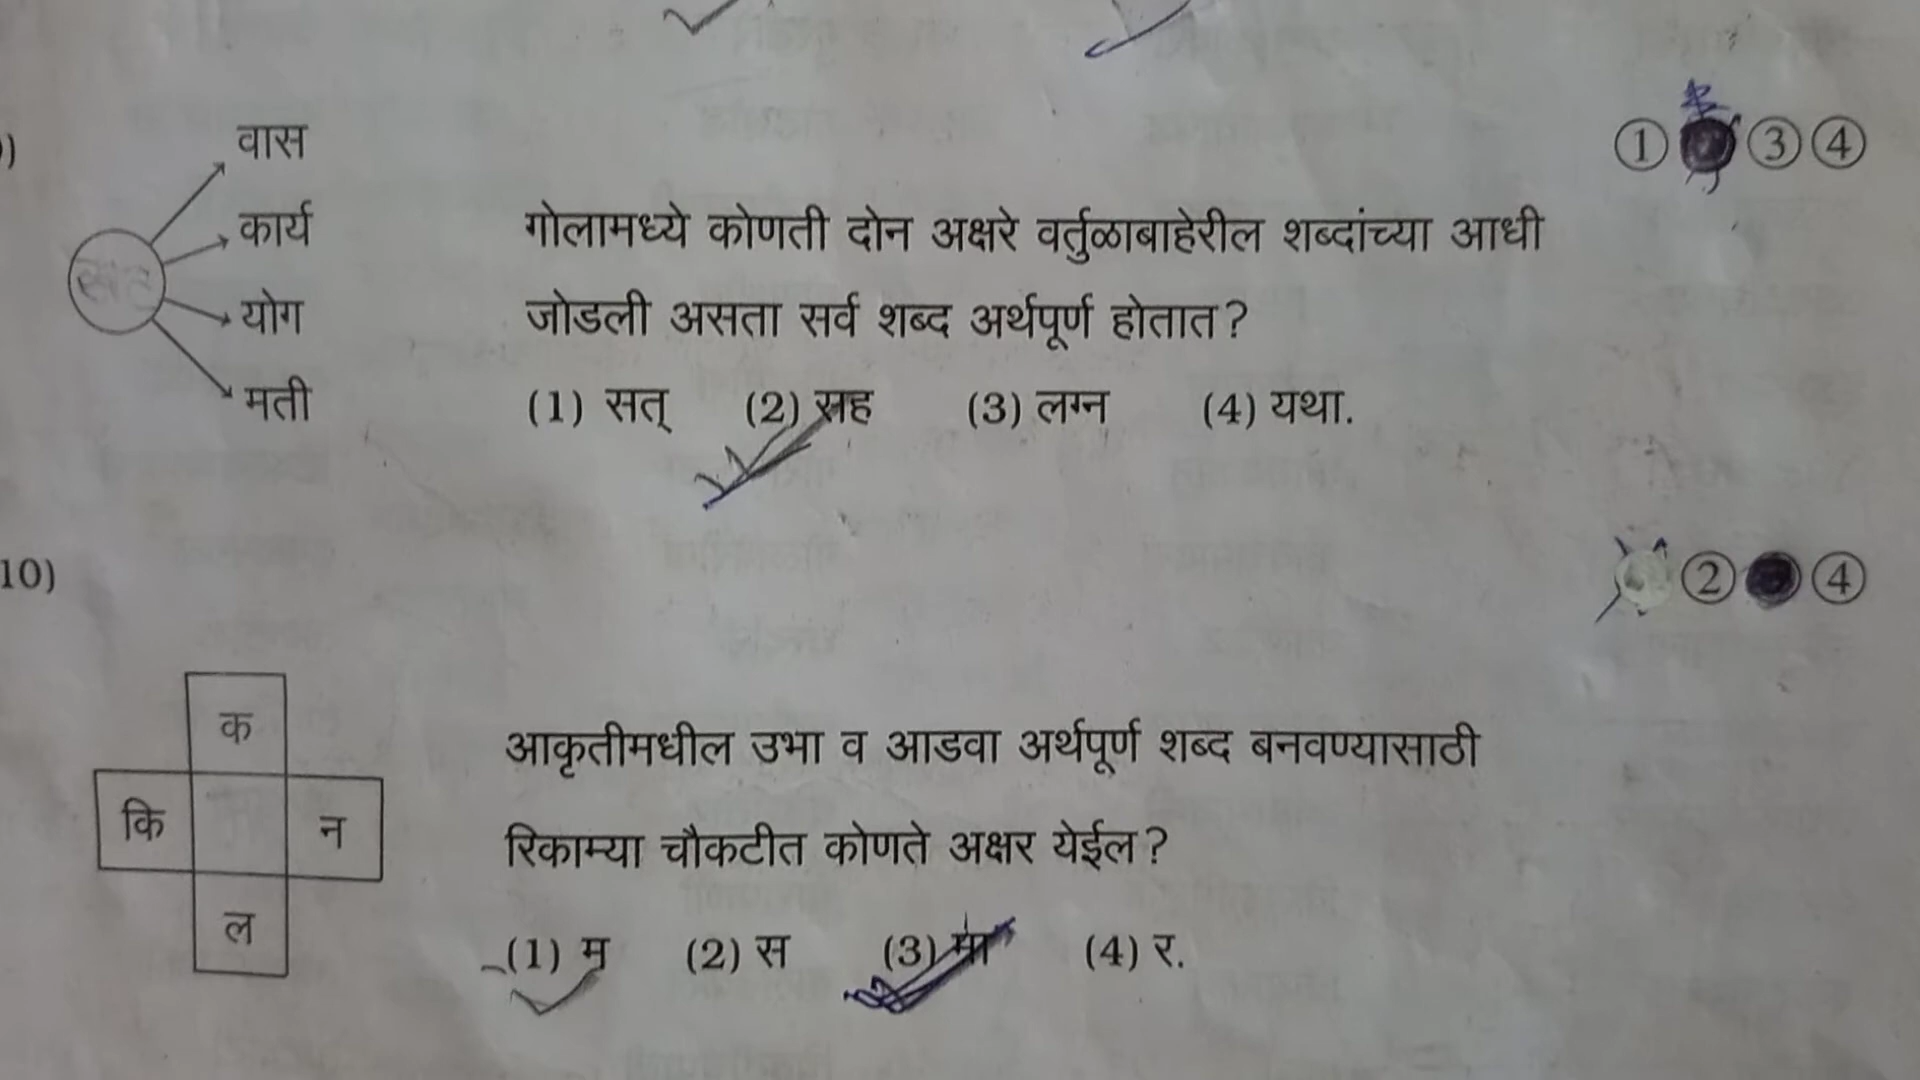 )
वास
कार्य
योग
मती
① ③ ④
गोलामध्ये कोणती दोन अक्षरे वर्तुळाबाहेरील शब्दांच्या आधी
जोडली असता सर्व शब्द अर्थपूर्ण होतात?
(1) सत् (2) सह (3) लग्न (4) यथा.
10)
② ④
क
कि न
ल
आकृतीमधील उभा व आडवा अर्थपूर्ण शब्द बनवण्यासाठी
रिकाम्या चौकटीत कोणते अक्षर येईल?
(1) म (2) स (3) मा (4) र.